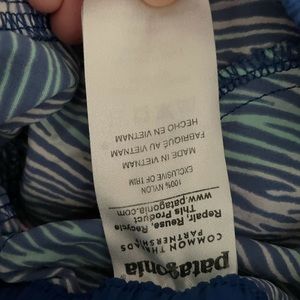 patagonia
COMMON THREADS
PARTNERSHIP
Repair, Reuse, Recycle
This Product
www.patagonia.com
100% NYLON
EXCLUSIVE OF TRIM
MADE IN VIETNAM
FABRIQUÉ AU VIETNAM
HECHO EN VIETNAM